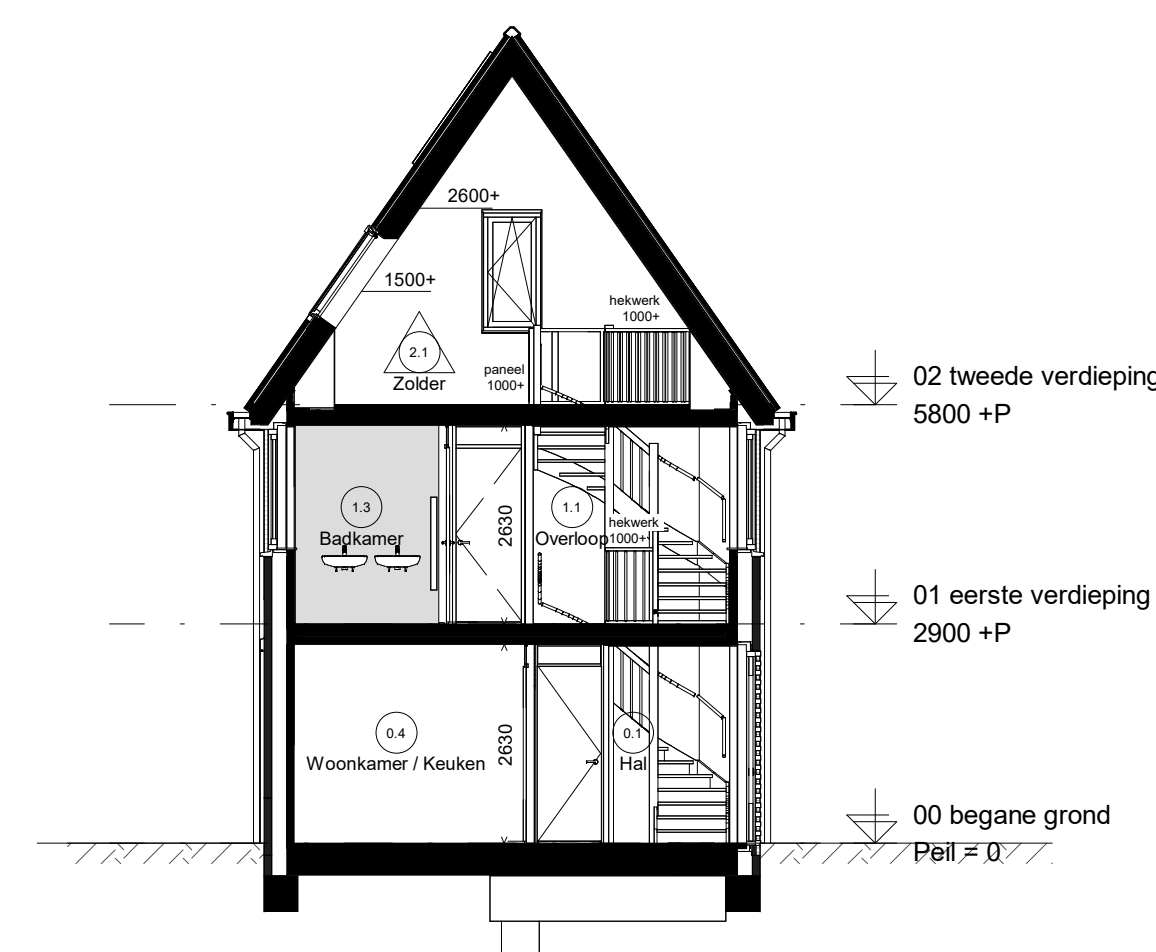 2600+
1500+
hekwerk
1000+
2.1
Zolder
paneel
1000+
02 tweede verdieping
5800 +P
1.3
Badkamer
2630
1.1
Overloop
hekwerk
1000+
01 eerste verdieping
2900 +P
0.4
Woonkamer / Keuken
2630
0.1
Hal
00 begane grond
Peil = 0